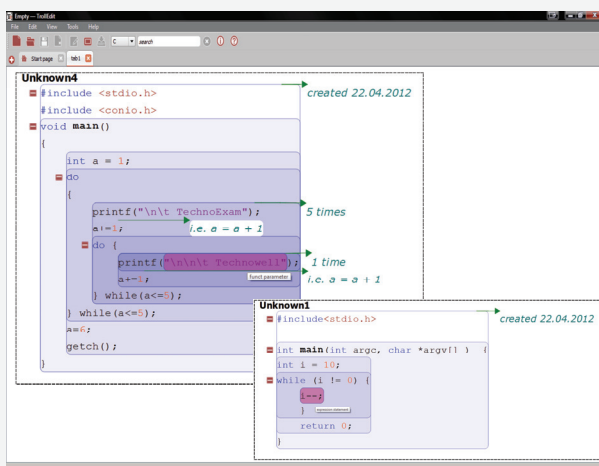 Empty — TrollEdit
File Edit View Tools Help
C search
Startpage tab1
Unknown4
#include <stdio.h> created 22.04.2012
#include <conio.h>
void main()
{
int a = 1;
do
{
printf("\n\t TechnoExam"); 5 times
a+=1; i.e. a = a + 1
do {
printf("\n\n\t Technowell"); 1 time
Funct parameter
a+=1; i.e. a = a + 1
} while(a<=5);
} while(a<=5);
a=6;
getch();
}
Unknown1
#include<stdio.h> created 22.04.2012
int main(int argc, char *argv[] ) {
int i = 10;
while (i != 0) {
i--;
} expression statement
return 0;
}